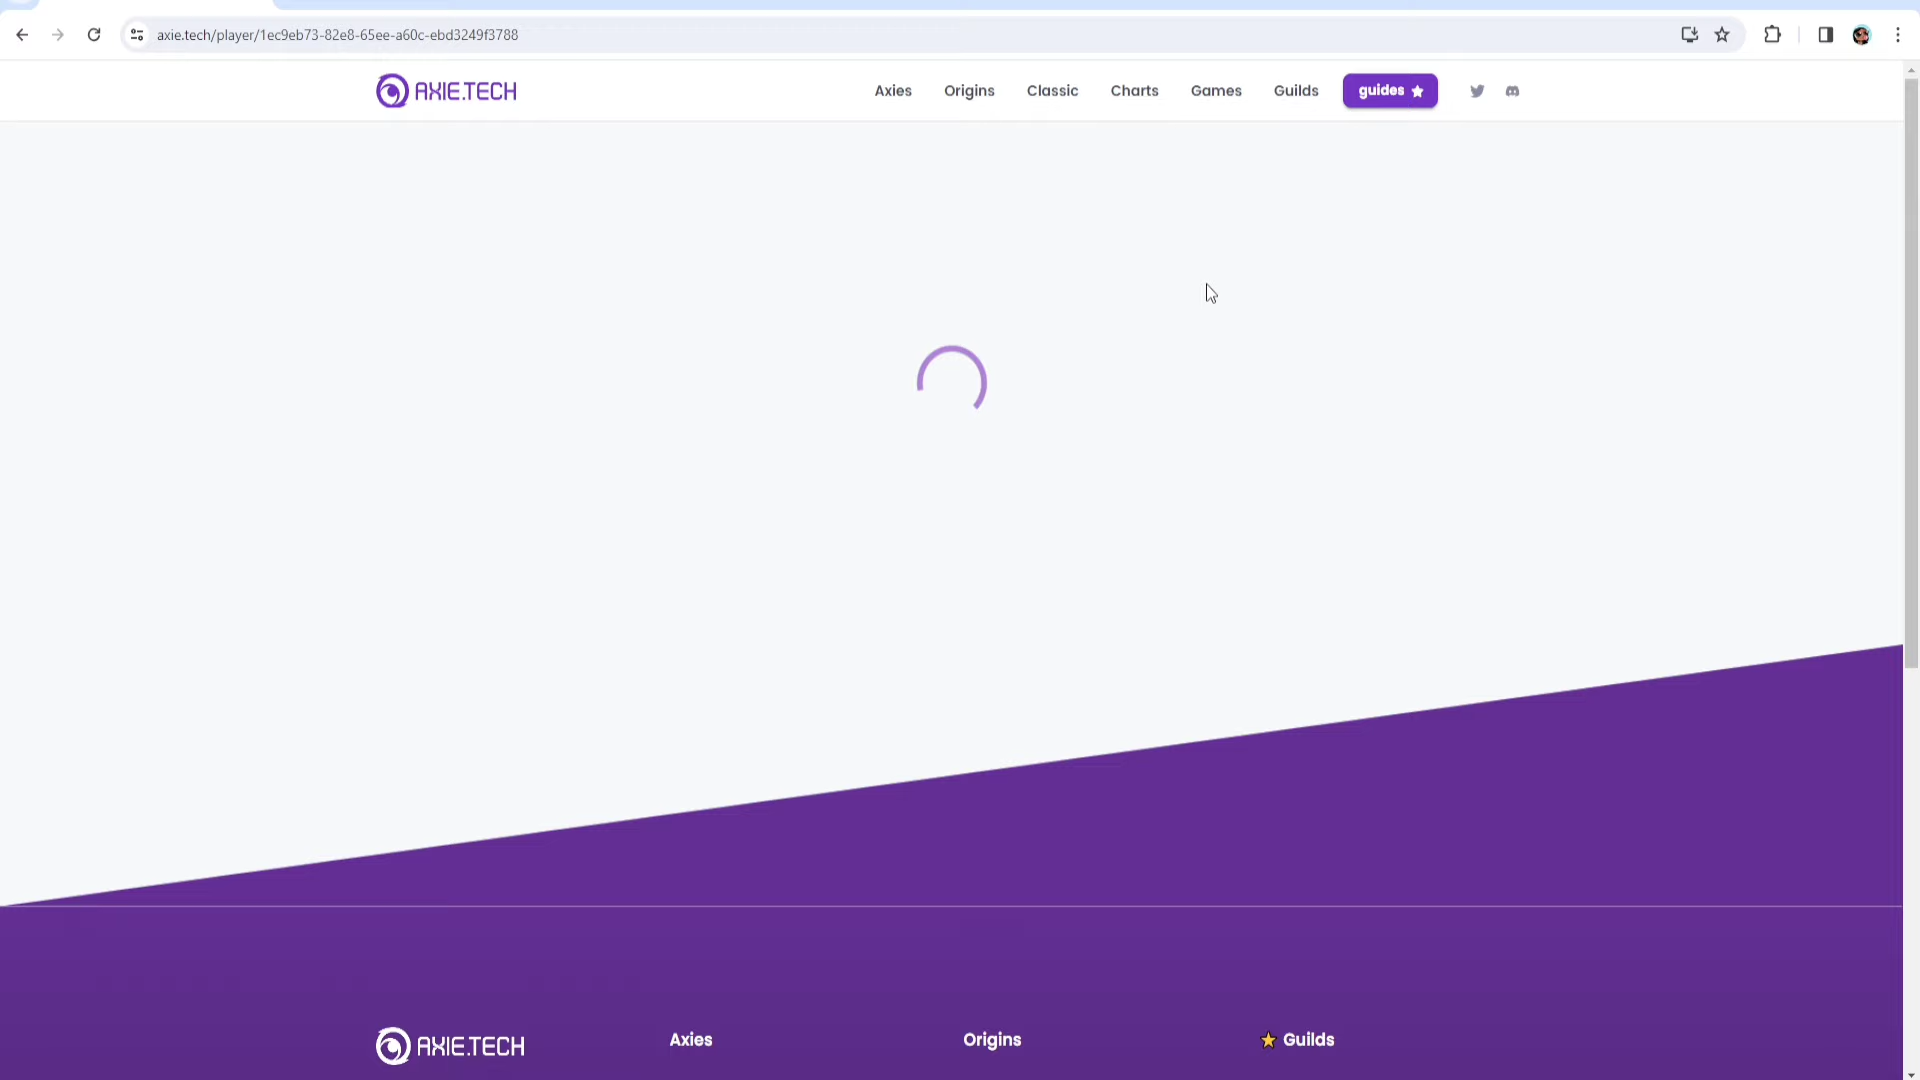 axie.tech/player/1ec9eb73-82e8-65ee-a60c-ebd3249f3788
AXIE.TECH
Axies
Origins
Classic
Charts
Games
Guilds
guides
AXIE.TECH
Axies
Origins
Guilds